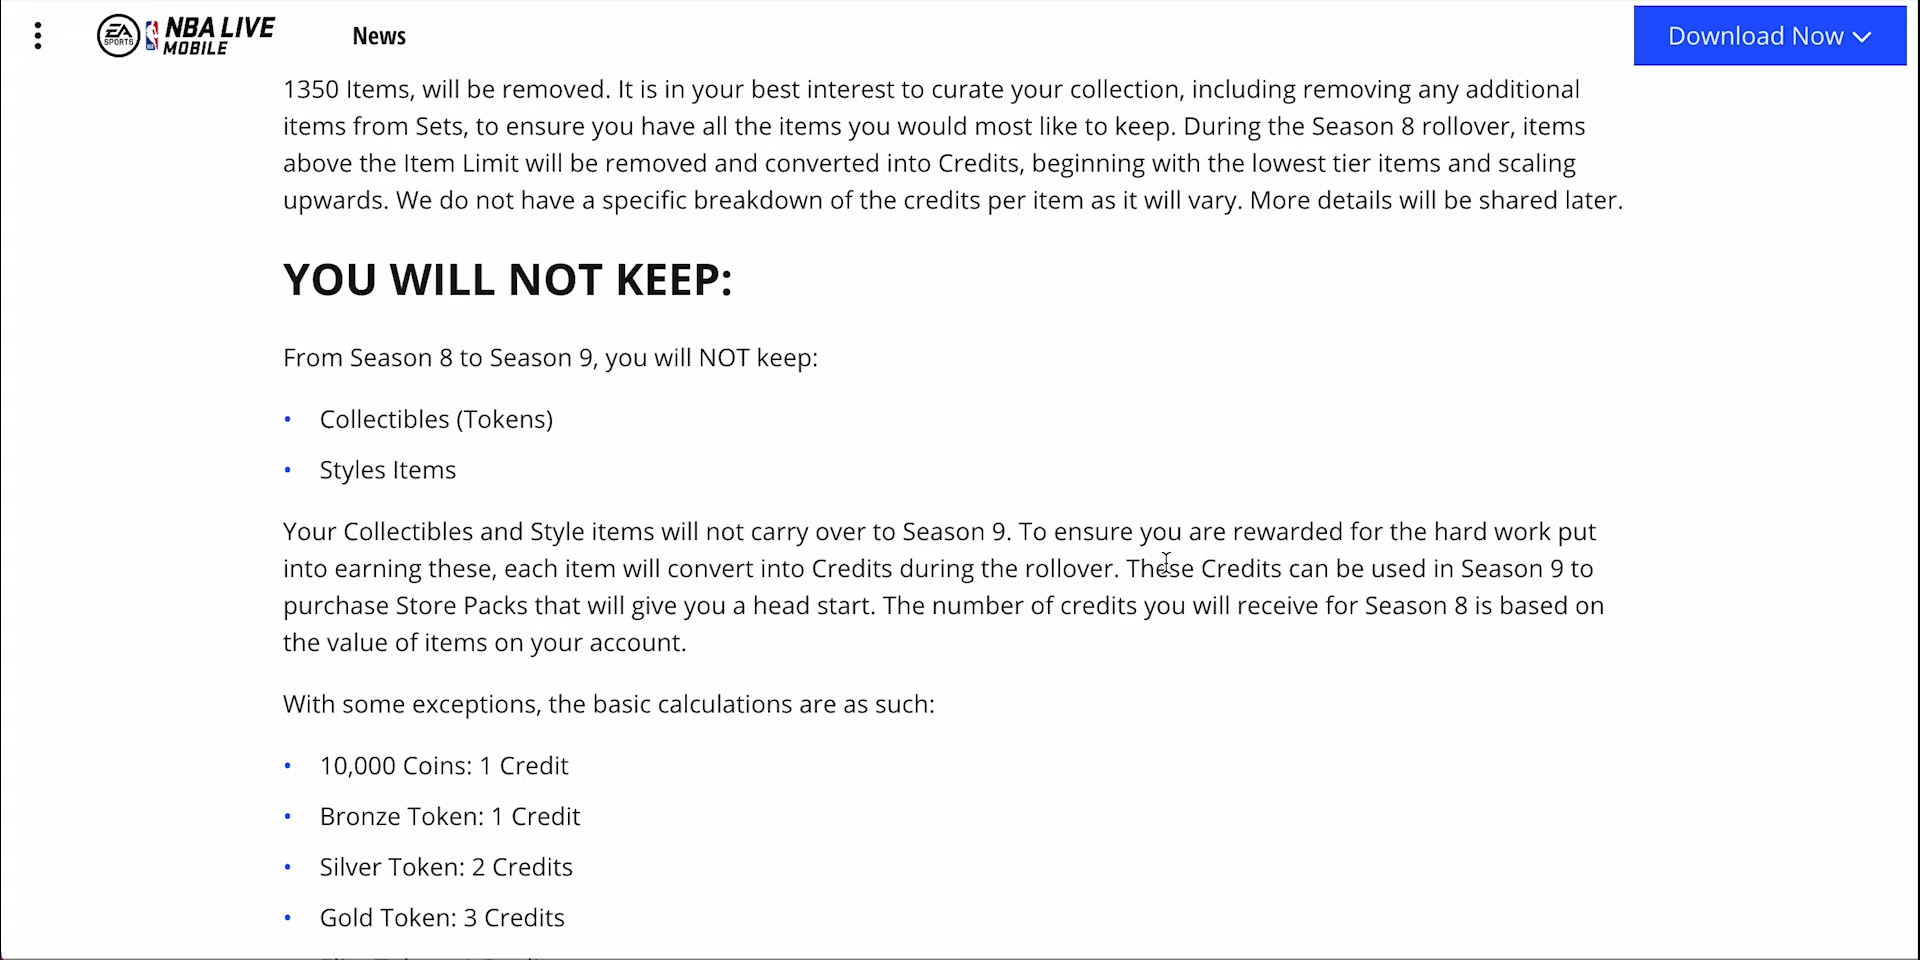 EA
SPORTS
NBA LIVE
MOBILE
News
Download Now
1350 Items, will be removed. It is in your best interest to curate your collection, including removing any additional
items from Sets, to ensure you have all the items you would most like to keep. During the Season 8 rollover, items
above the Item Limit will be removed and converted into Credits, beginning with the lowest tier items and scaling
upwards. We do not have a specific breakdown of the credits per item as it will vary. More details will be shared later.
YOU WILL NOT KEEP:
From Season 8 to Season 9, you will NOT keep:
• Collectibles (Tokens)
• Styles Items
Your Collectibles and Style items will not carry over to Season 9. To ensure you are rewarded for the hard work put
into earning these, each item will convert into Credits during the rollover. These Credits can be used in Season 9 to
purchase Store Packs that will give you a head start. The number of credits you will receive for Season 8 is based on
the value of items on your account.
With some exceptions, the basic calculations are as such:
• 10,000 Coins: 1 Credit
• Bronze Token: 1 Credit
• Silver Token: 2 Credits
• Gold Token: 3 Credits